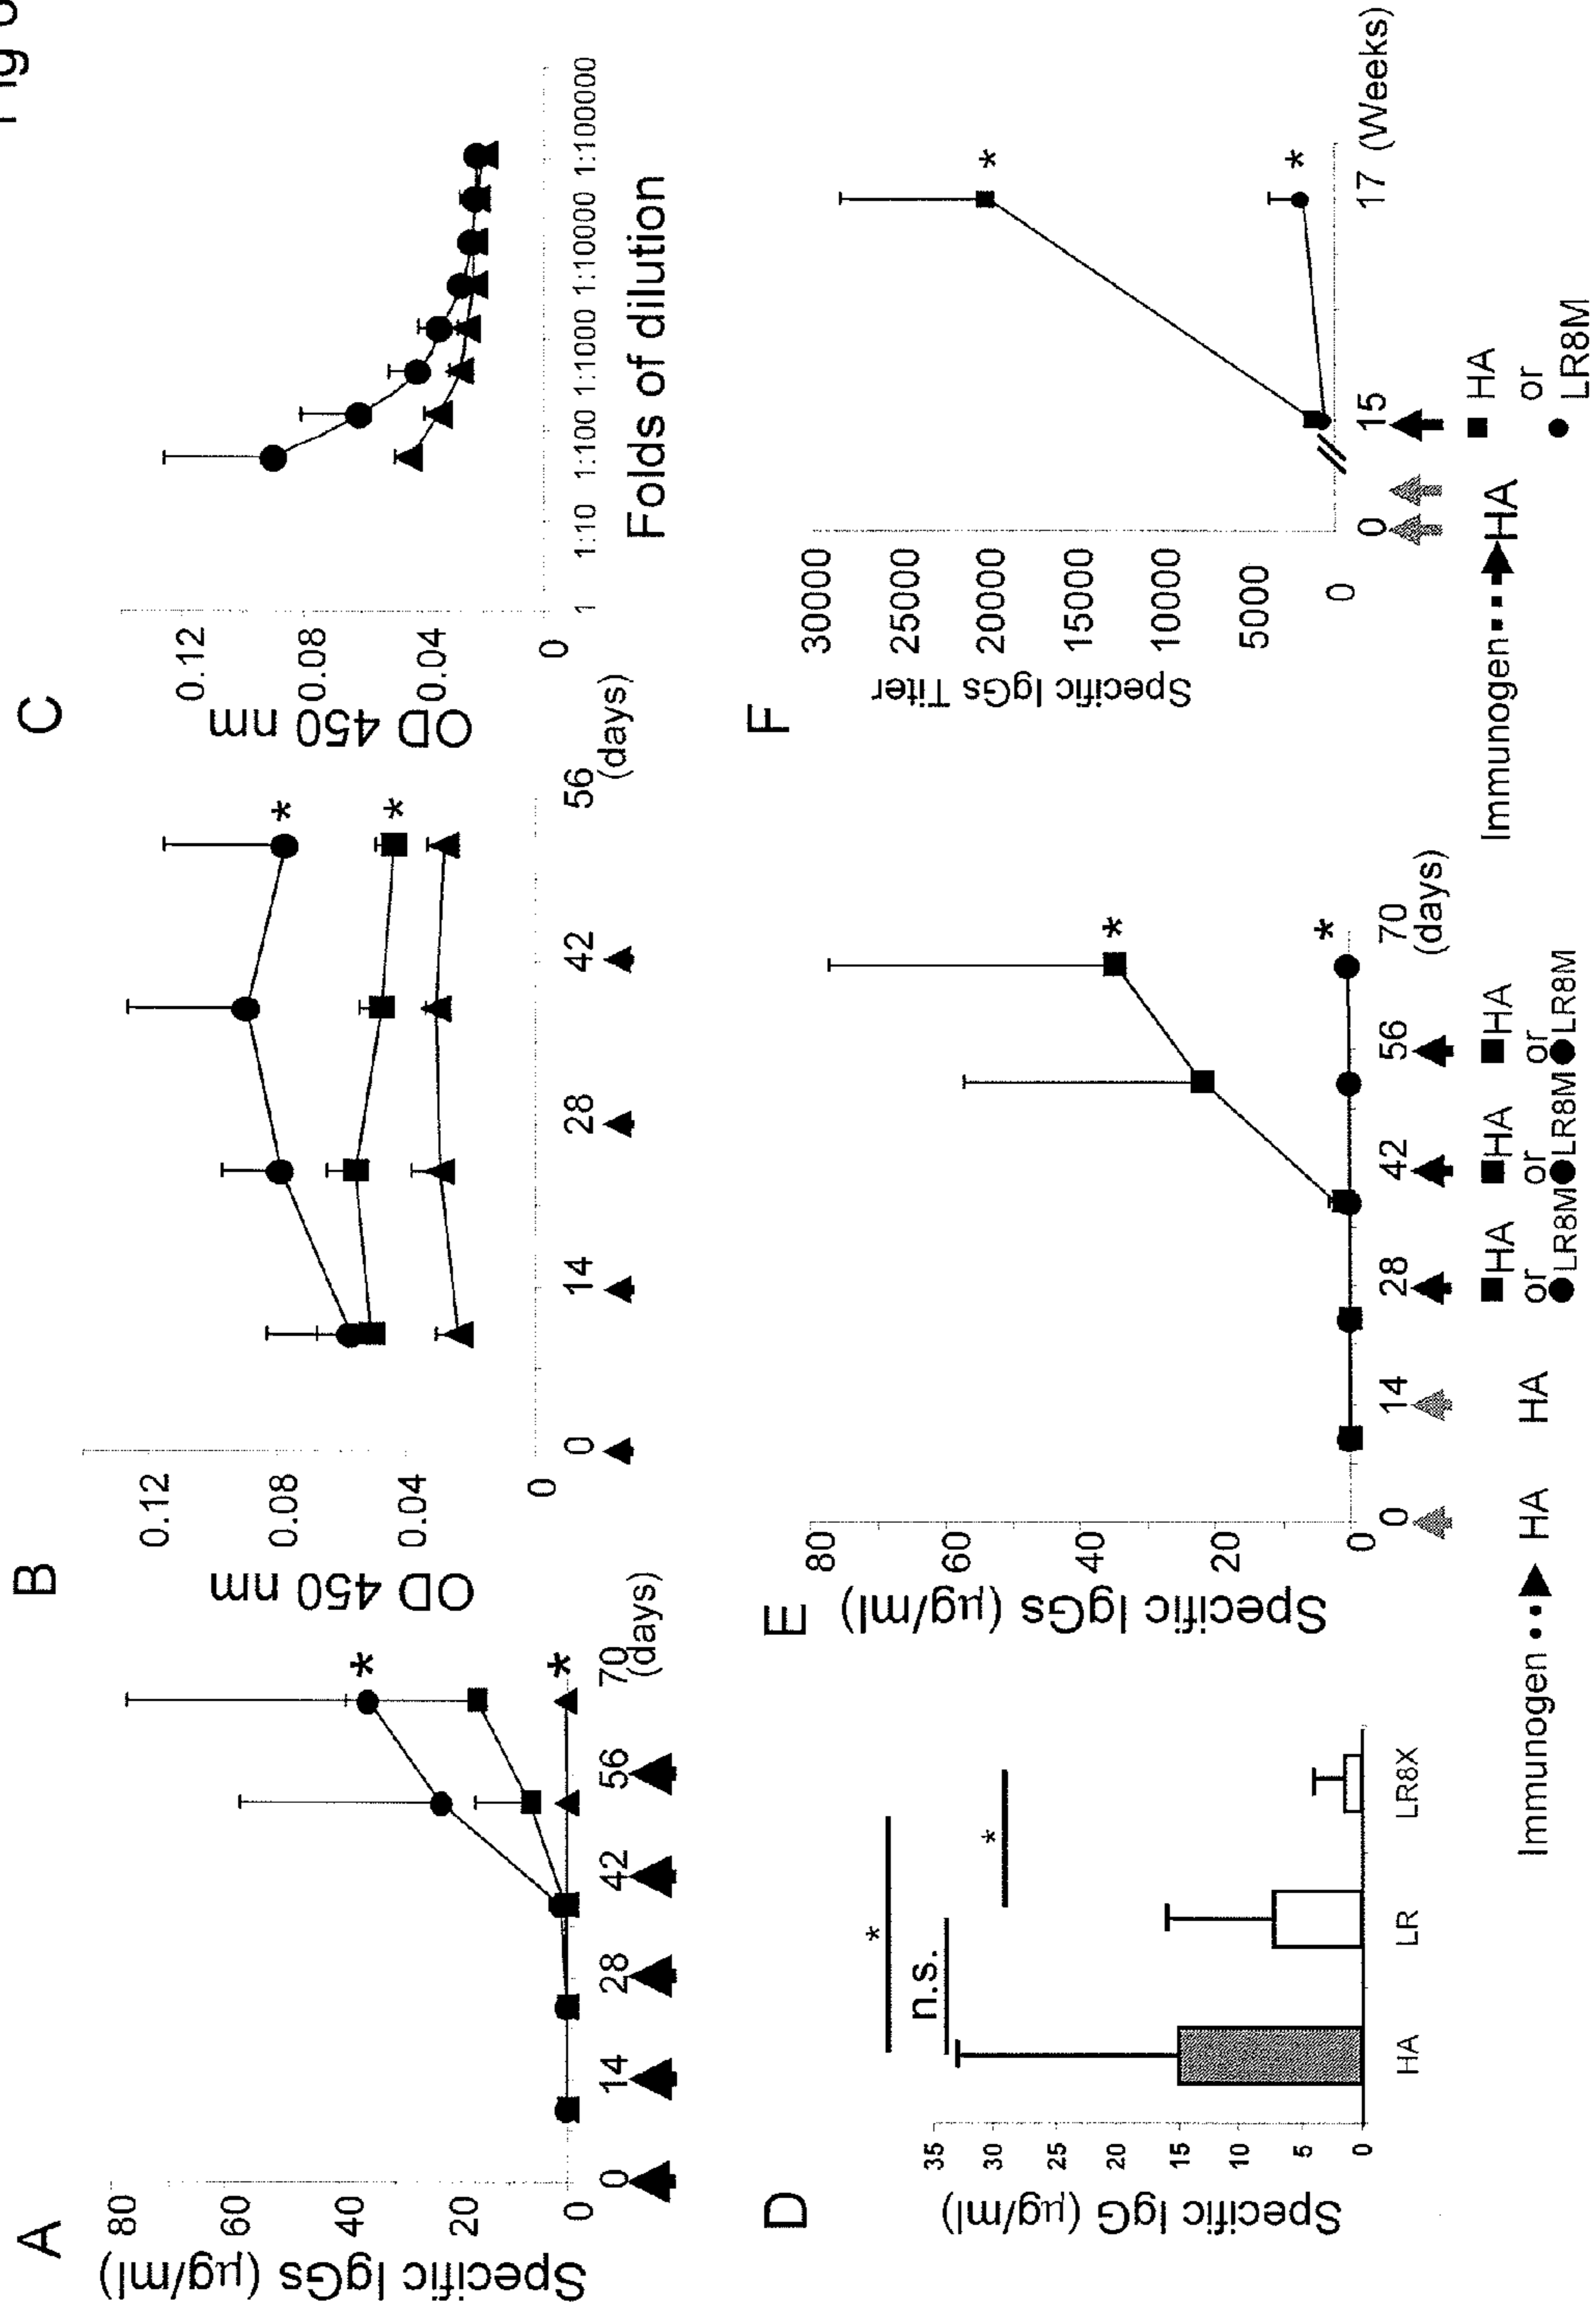 Fig
A
Specific IgGs (µg/ml)
80
60
40
20
0
0 14 28 42 56 70
(days)
*
*
B
OD 450 nm
0.12
0.08
0.04
0
0 14 28 42 56
(days)
*
*
C
OD 450 nm
0.12
0.08
0.04
0
1 1:10 1:100 1:1000 1:10000 1:100000
Folds of dilution
D
Specific IgG (µg/ml)
35
30
25
20
15
10
5
0
HA LR LR8X
n.s.
*
*
E
Specific IgGs (µg/ml)
80
60
40
20
0
0 14 28 42 56 70
(days)
*
*
Immunogen HA HA
HA HA HA
or or or
LR8M LR8M LR8M
F
Specific IgGs Titer
30000
25000
20000
15000
10000
5000
0
0 15 17 (Weeks)
*
*
Immunogen HA
HA
or
LR8M